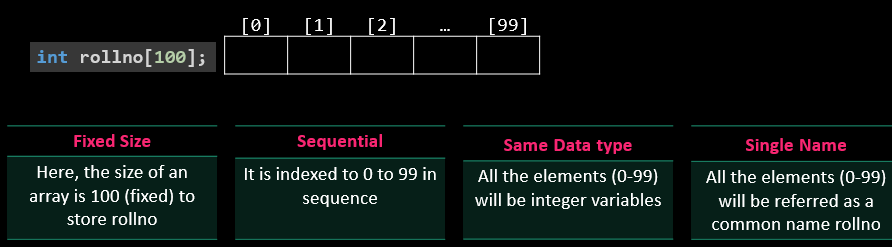 [0] [1] [2] … [99]
int rollno[100];
Fixed Size
Here, the size of an
array is 100 (fixed) to
store rollno
Sequential
It is indexed to 0 to 99 in
sequence
Same Data type
All the elements (0-99)
will be integer variables
Single Name
All the elements (0-99)
will be referred as a
common name rollno